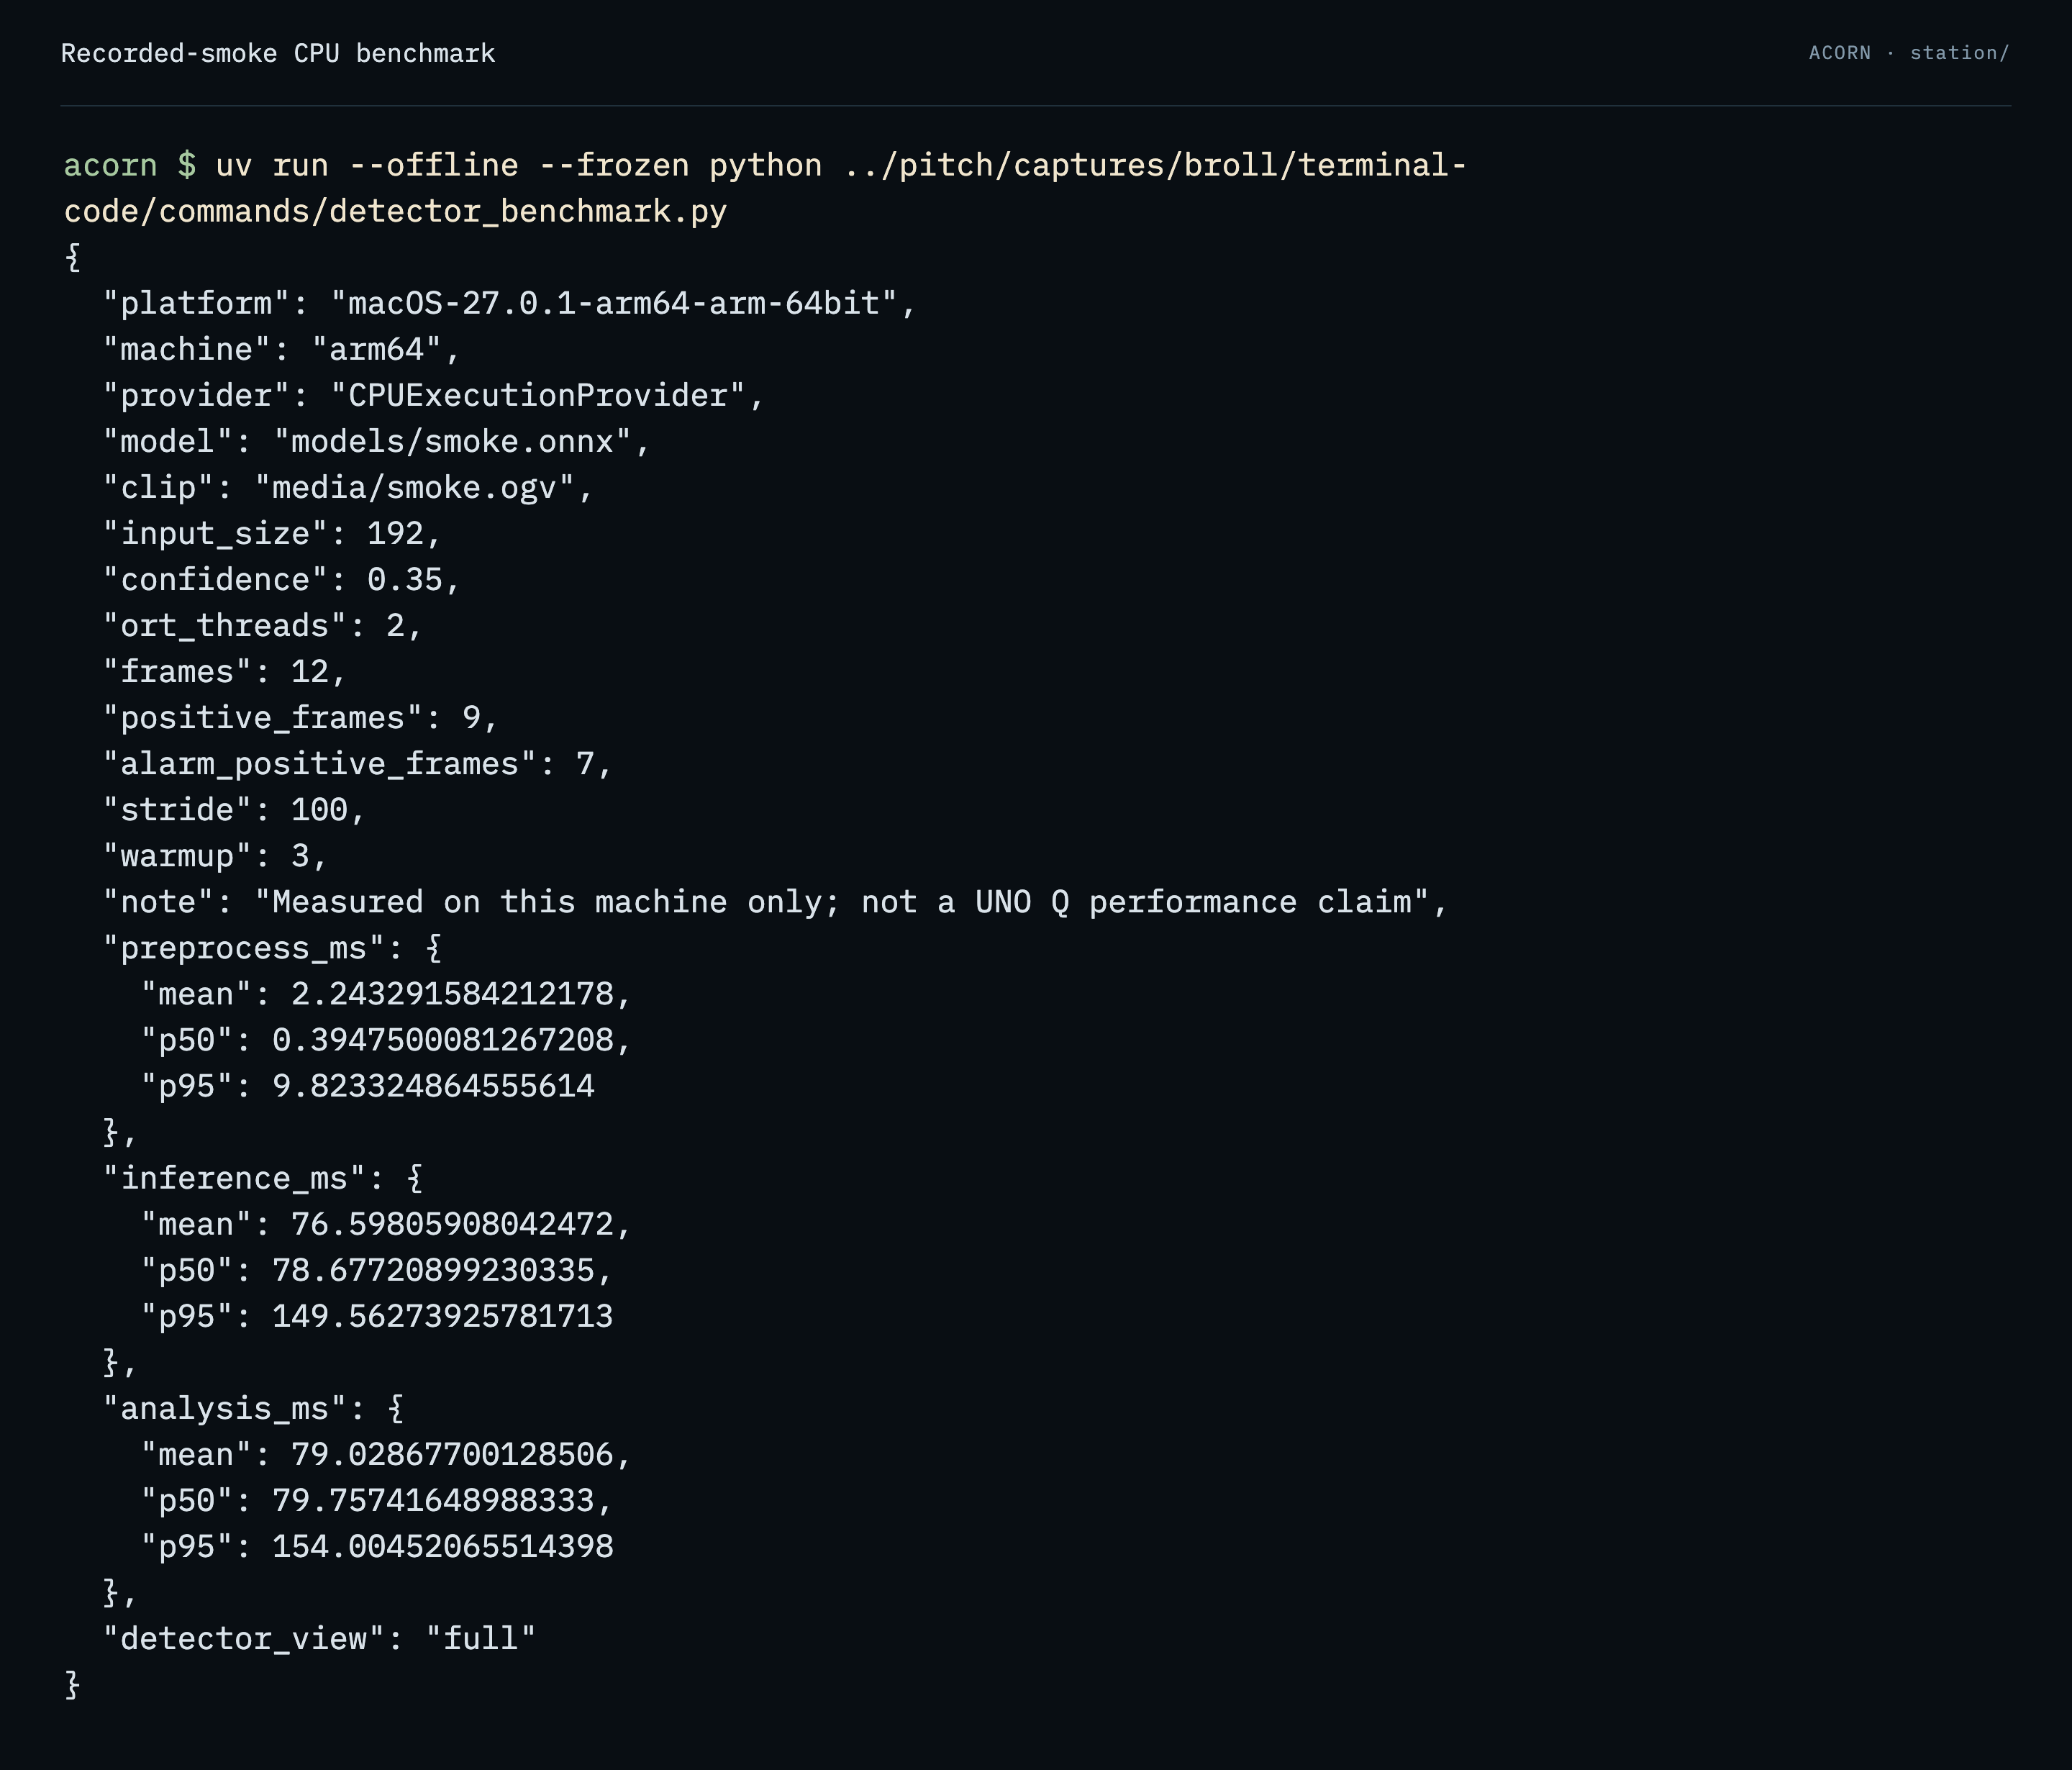 Recorded-smoke CPU benchmark
ACORN · station/
acorn $ uv run --offline --frozen python ../pitch/captures/broll/terminal-
code/commands/detector_benchmark.py
{
  "platform": "macOS-27.0.1-arm64-arm-64bit",
  "machine": "arm64",
  "provider": "CPUExecutionProvider",
  "model": "models/smoke.onnx",
  "clip": "media/smoke.ogv",
  "input_size": 192,
  "confidence": 0.35,
  "ort_threads": 2,
  "frames": 12,
  "positive_frames": 9,
  "alarm_positive_frames": 7,
  "stride": 100,
  "warmup": 3,
  "note": "Measured on this machine only; not a UNO Q performance claim",
  "preprocess_ms": {
    "mean": 2.243291584212178,
    "p50": 0.3947500081267208,
    "p95": 9.823324864555614
  },
  "inference_ms": {
    "mean": 76.59805908042472,
    "p50": 78.67720899230335,
    "p95": 149.56273925781713
  },
  "analysis_ms": {
    "mean": 79.02867700128506,
    "p50": 79.75741648988333,
    "p95": 154.00452065514398
  },
  "detector_view": "full"
}